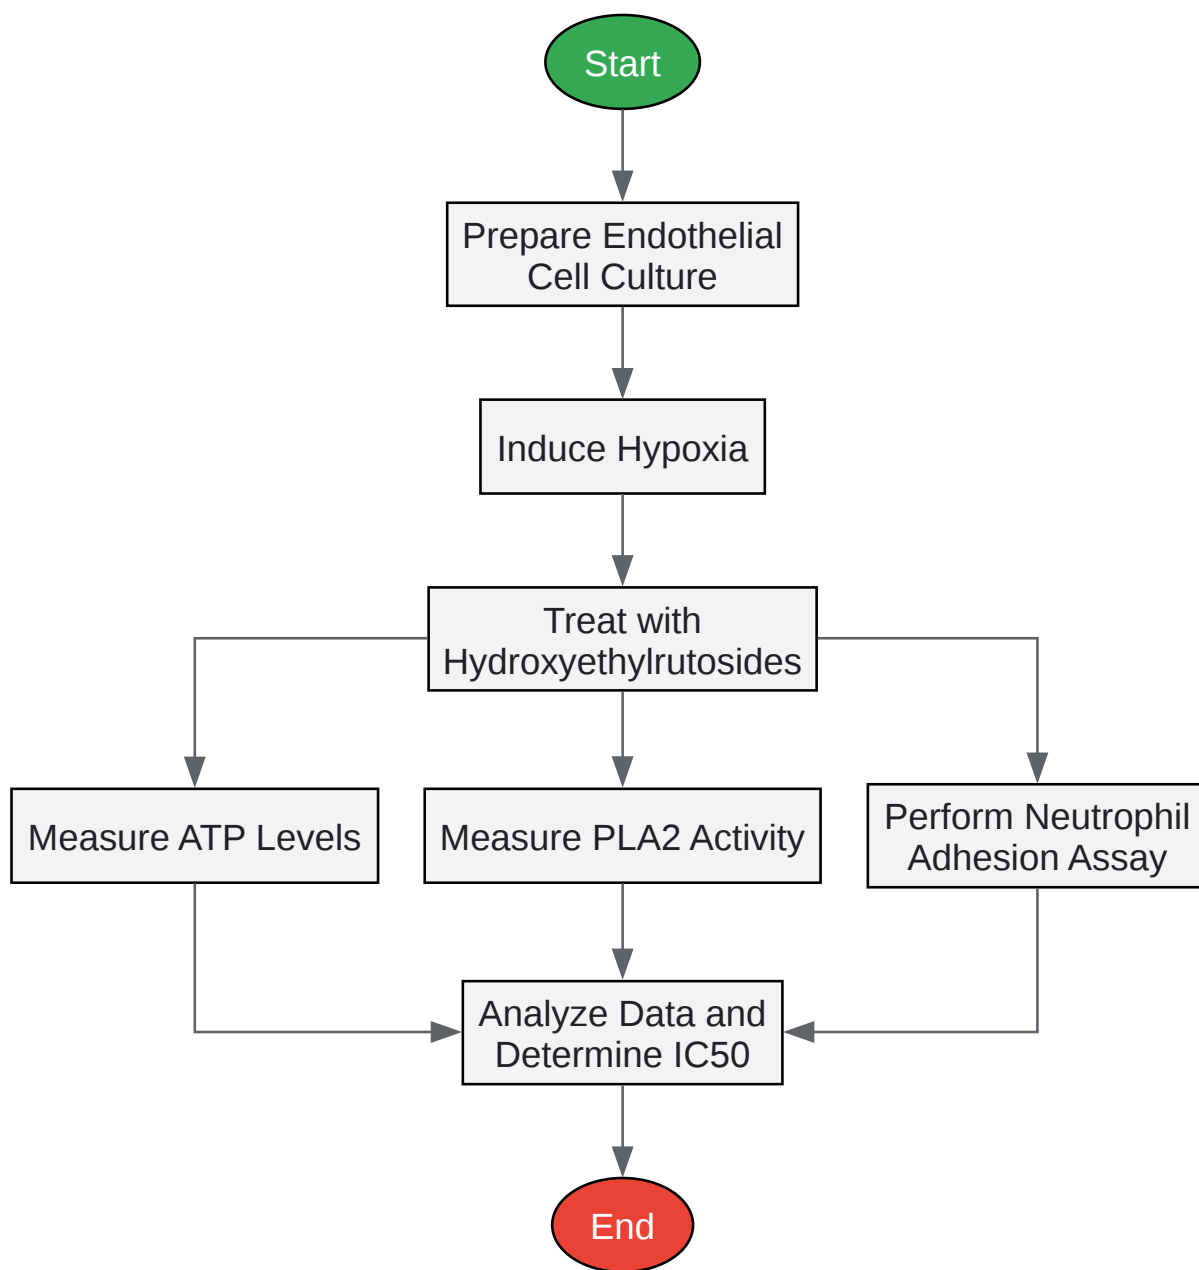 Start
Prepare Endothelial
Cell Culture
Induce Hypoxia
Treat with
Hydroxyethylrutosides
Measure ATP Levels
Measure PLA2 Activity
Perform Neutrophil
Adhesion Assay
Analyze Data and
Determine IC50
End